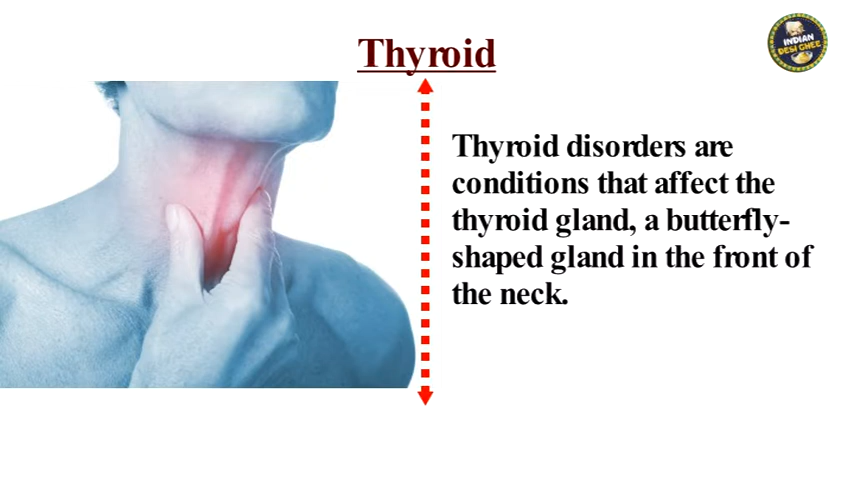 Thyroid
INDIAN
DESI GHEE
Thyroid disorders are
conditions that affect the
thyroid gland, a butterfly-
shaped gland in the front of
the neck.